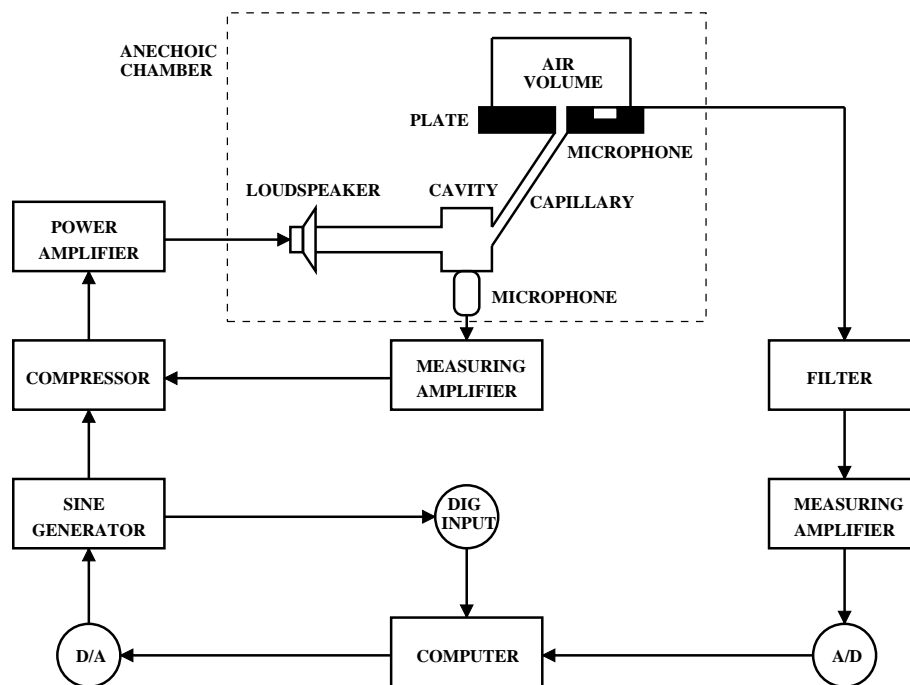 ANECHOIC
CHAMBER
AIR
VOLUME
PLATE
MICROPHONE
LOUDSPEAKER
CAVITY
CAPILLARY
POWER
AMPLIFIER
MICROPHONE
COMPRESSOR
MEASURING
AMPLIFIER
FILTER
SINE
GENERATOR
DIG
INPUT
MEASURING
AMPLIFIER
D/A
COMPUTER
A/D